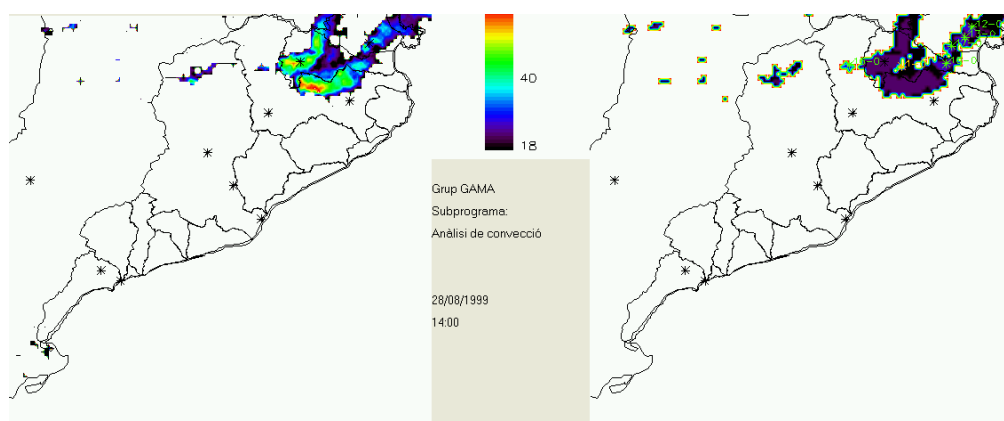 40
18
Grup GAMA
Subprograma:
Anàlisi de convecció
28/08/1999
14:00